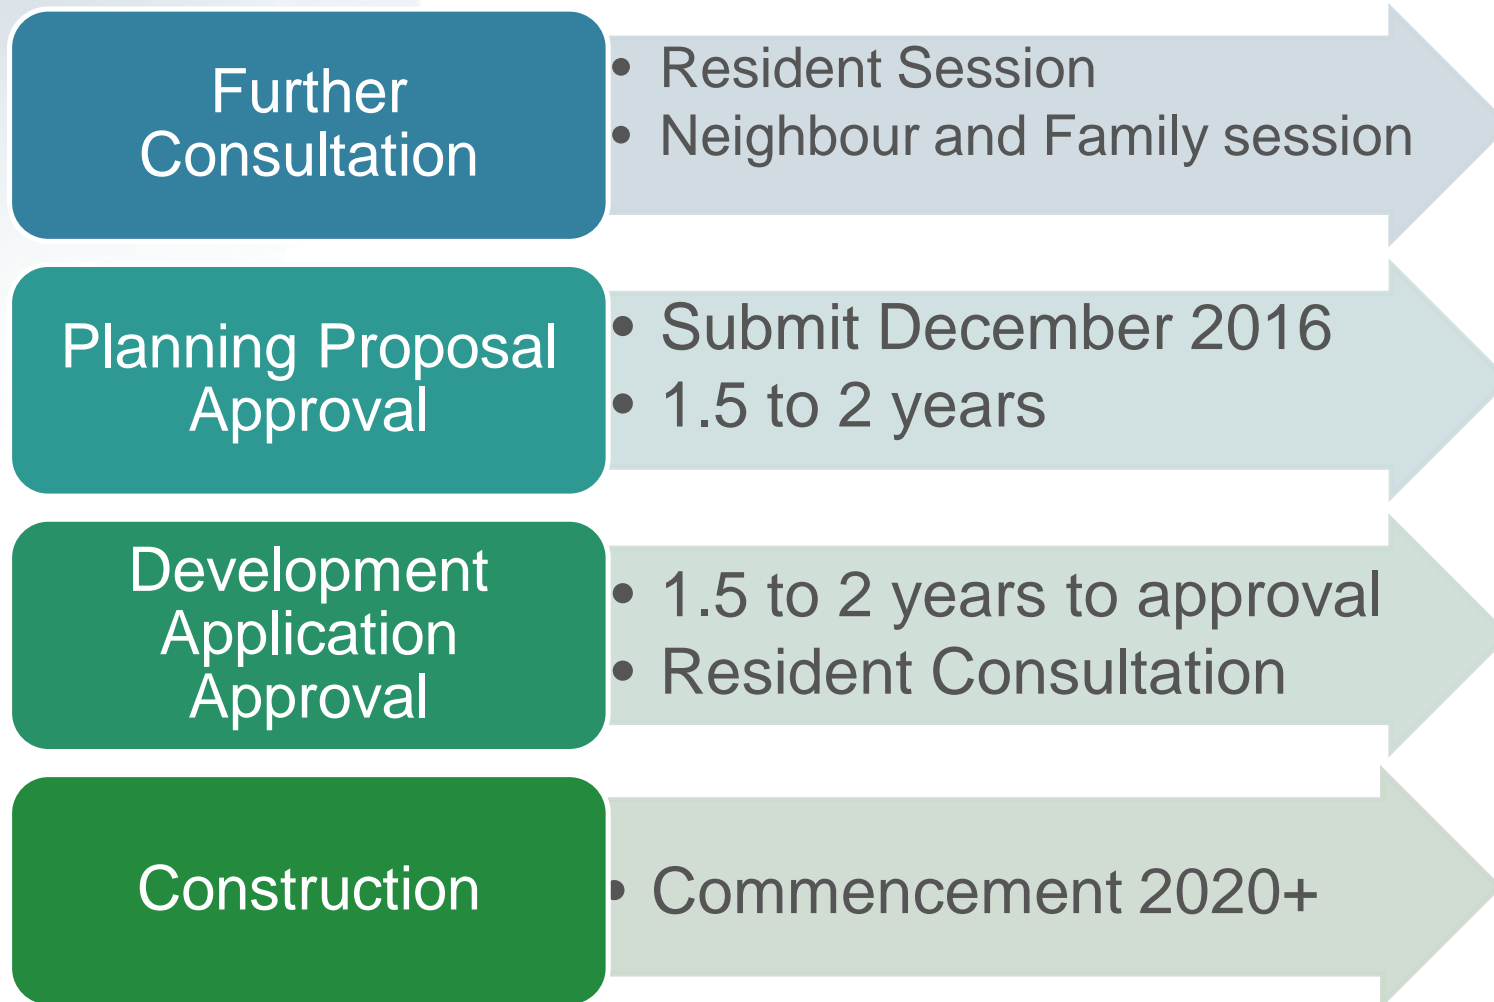 Further
Consultation
• Resident Session
• Neighbour and Family session
Planning Proposal
Approval
• Submit December 2016
• 1.5 to 2 years
Development
Application
Approval
• 1.5 to 2 years to approval
• Resident Consultation
Construction
• Commencement 2020+